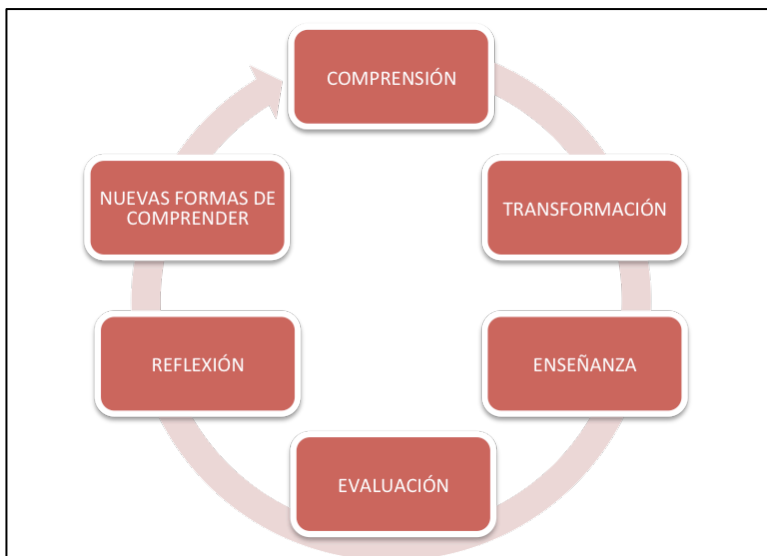 COMPRENSIÓN
TRANSFORMACIÓN
ENSEÑANZA
EVALUACIÓN
REFLEXIÓN
NUEVAS FORMAS DE
COMPRENDER